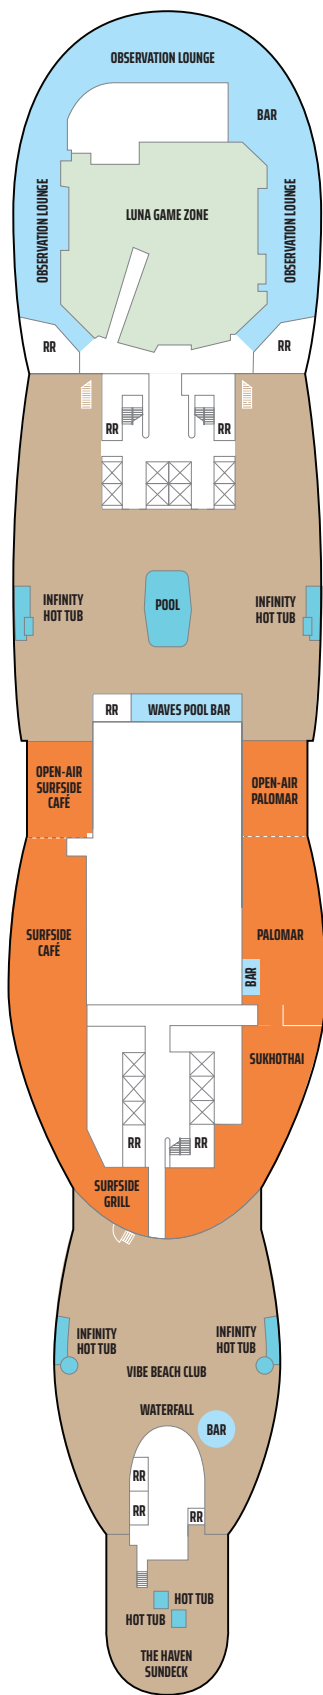 OBSERVATION LOUNGE
BAR
OBSERVATION LOUNGE
LUNA GAME ZONE
OBSERVATION LOUNGE
RR
RR
RR
RR
INFINITY
HOT TUB
POOL
INFINITY
HOT TUB
RR
WAVES POOL BAR
OPEN-AIR
SURFSIDE
CAFÉ
OPEN-AIR
PALOMAR
SURFSIDE
CAFÉ
PALOMAR
BAR
SUKHOTHAI
RR
RR
SURFSIDE
GRILL
INFINITY
HOT TUB
INFINITY
HOT TUB
VIBE BEACH CLUB
WATERFALL
BAR
RR
RR
RR
HOT TUB
HOT TUB
THE HAVEN
SUNDECK